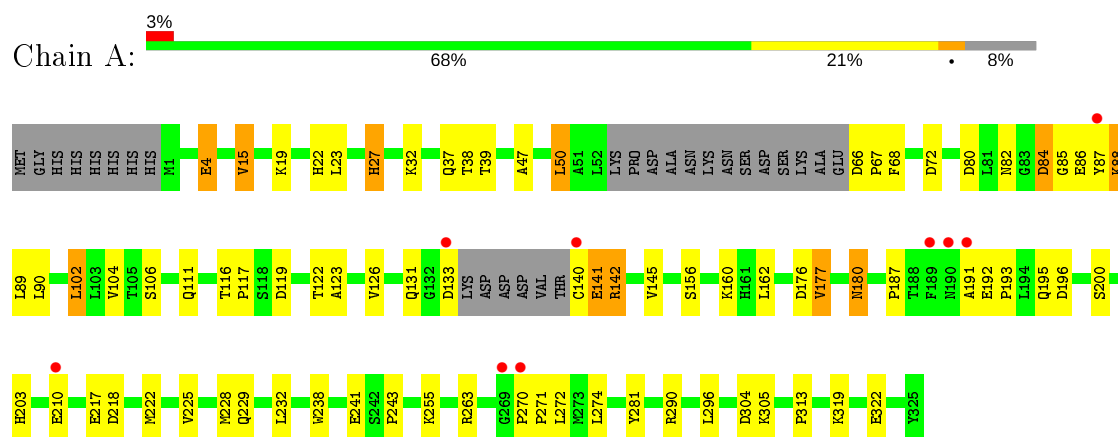 3%
Chain A:
68% 21% • 8%
MET GLY HIS HIS HIS HIS HIS HIS HIS M1 E4 V15 K19 H22 L23 H27 K32 Q37 T38 T39 A47 L50 A51 L52 LYS PRO ASP ALA ASN LYS ASN SER ASP SER LYS ALA GLU D66 P67 F68 D72 D80 L81 N82 G83 D84 G85 E86 Y87 K88
L89 L90 L102 L103 V104 T105 S106 Q111 T116 P117 S118 D119 T122 A123 V126 Q131 G132 D133 LYS ASP ASP ASP VAL THR C140 E141 R142 V145 S156 K160 H161 L162 D176 V177 N180 P187 T188 F189 N190 A191 E192 P193 L194 Q195 D196 S200
H203 E210 E217 D218 M222 V225 M228 Q229 L232 W238 E241 S242 P243 K255 R263 G269 P270 P271 L272 M273 L274 Y281 R290 L296 D304 K305 P313 K319 E322 Y325